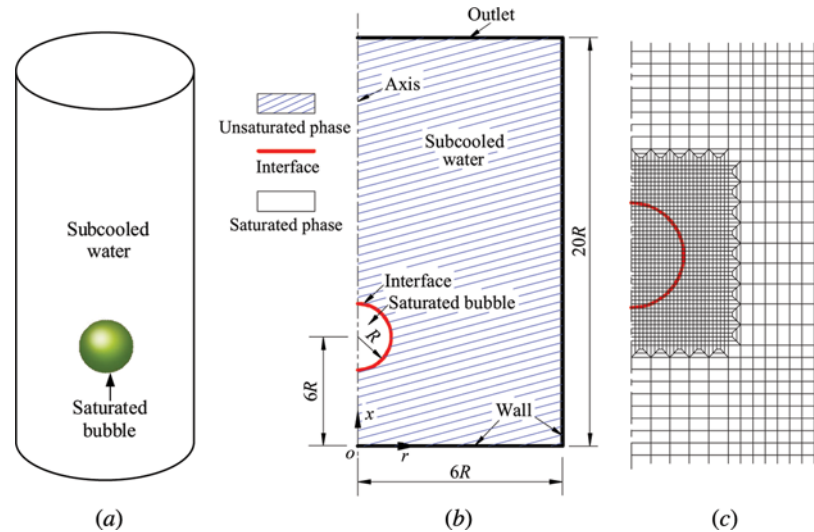 Subcooled
water
Saturated
bubble
(a)
Unsaturated phase
Interface
Saturated phase
Outlet
Axis
Subcooled
water
Interface
Saturated bubble
R
6R
x
Wall
o
r
6R
20R
(b)
(c)